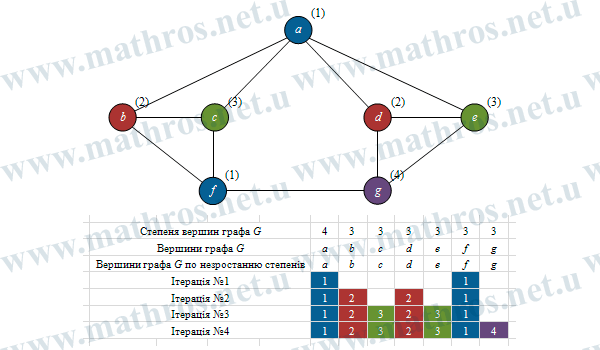 (1)
a
(2)
(3)
(2)
(3)
b
c
d
e
(1)
(4)
f
g
Степеня вершин графа G 4 3 3 3 3 3 3
Вершини графа G a b c d e f g
Вершини графа G по незростанню степенів a b c d e f g
Ітерація №1 1 1
Ітерація №2 1 2 2 1
Ітерація №3 1 2 3 2 3 1
Ітерація №4 1 2 3 2 3 1 4
www.mathros.net.u
www.mathros.net.u
www.mathros.net.u
www.mathros.net.u
www.mathros.net.u
www.mathros.net.u